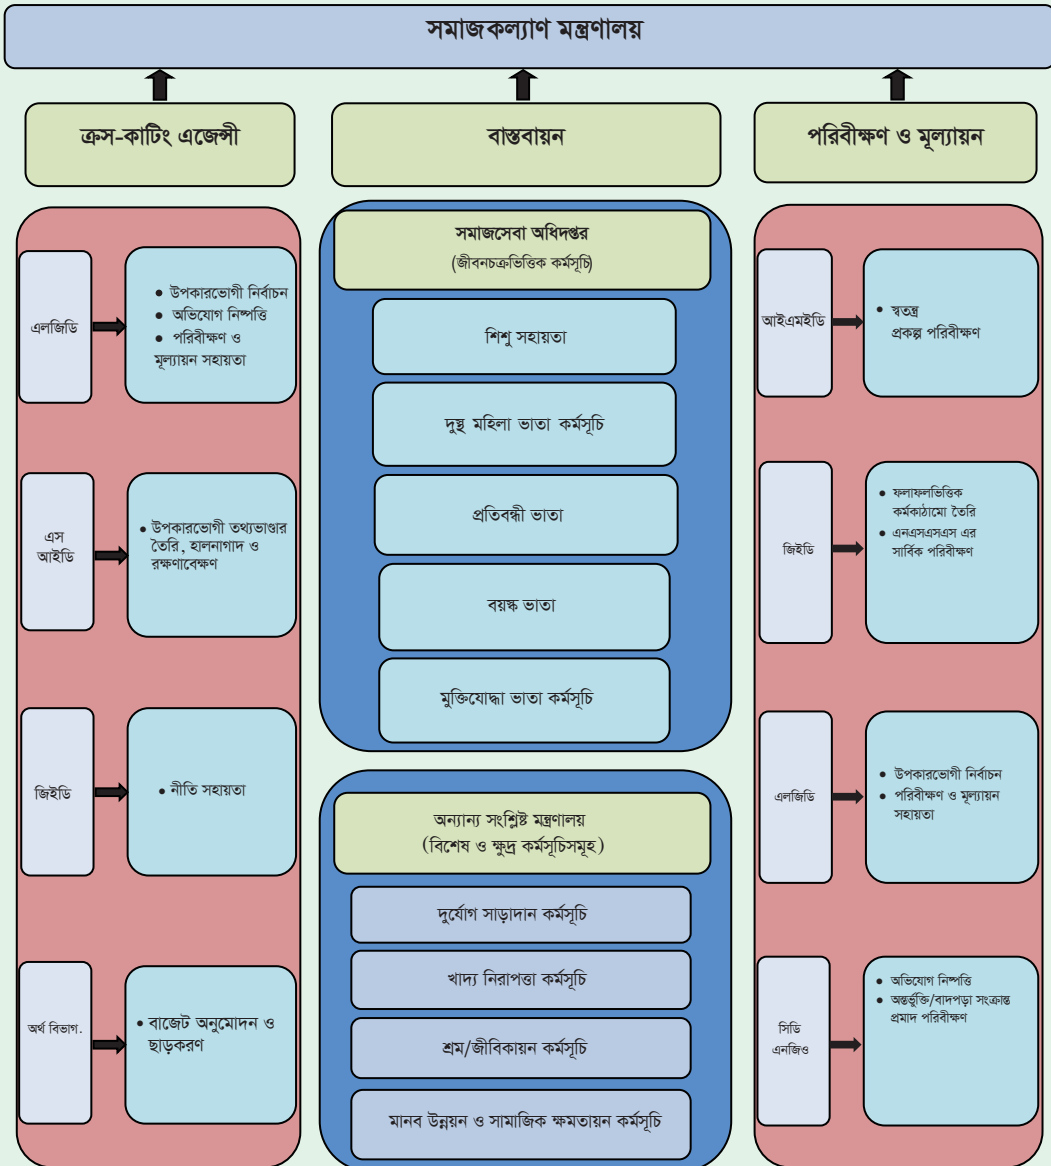 সমাজকল্যাণ মন্ত্রণালয়
ক্রস-কাটিং এজেন্সী
এলজিডি
• উপকারভোগী নির্বাচন
• অভিযোগ নিষ্পত্তি
• পরিবীক্ষণ ও
মূল্যায়ন সহায়তা
এস
আইডি
• উপকারভোগী তথ্যভাণ্ডার
তৈরি, হালনাগাদ ও
রক্ষণাবেক্ষণ
জিইডি
• নীতি সহায়তা
অর্থ বিভাগ.
• বাজেট অনুমোদন ও
ছাড়করণ
বাস্তবায়ন
সমাজসেবা অধিদপ্তর
(জীবনচক্রভিত্তিক কর্মসূচি)
শিশু সহায়তা
দুস্থ মহিলা ভাতা কর্মসূচি
প্রতিবন্ধী ভাতা
বয়স্ক ভাতা
মুক্তিযোদ্ধা ভাতা কর্মসূচি
অন্যান্য সংশ্লিষ্ট মন্ত্রণালয়
(বিশেষ ও ক্ষুদ্র কর্মসূচিসমূহ)
দুর্যোগ সাড়াদান কর্মসূচি
খাদ্য নিরাপত্তা কর্মসূচি
শ্রম/জীবিকায়ন কর্মসূচি
মানব উন্নয়ন ও সামাজিক ক্ষমতায়ন কর্মসূচি
পরিবীক্ষণ ও মূল্যায়ন
আইএমইডি
• স্বতন্ত্র
প্রকল্প পরিবীক্ষণ
জিইডি
• ফলাফলভিত্তিক
কর্মকাঠামো তৈরি
• এনএসএসএস এর
সার্বিক পরিবীক্ষণ
এলজিডি
• উপকারভোগী নির্বাচন
• পরিবীক্ষণ ও মূল্যায়ন
সহায়তা
সিডি
এনজিও
• অভিযোগ নিষ্পত্তি
• অন্তর্ভুক্তি/বাদপড়া সংক্রান্ত
প্রমাদ পরিবীক্ষণ